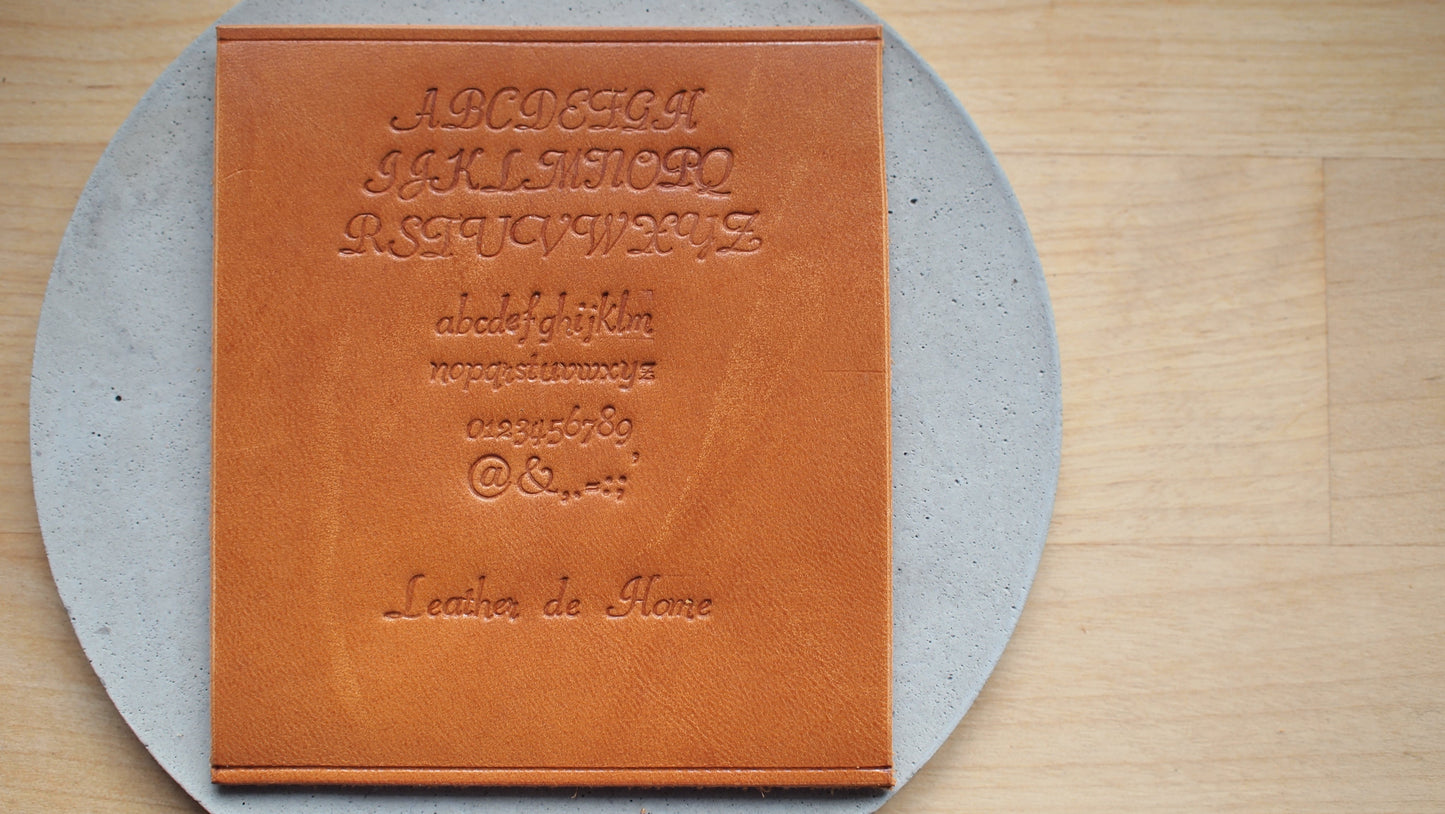 ABCDEFGH
IJKLMNOPQ
RSTUVWXYZ
abcdefghijklm
nopqrstuvwxyz
0123456789
@&,.-:;'
Leather de Home